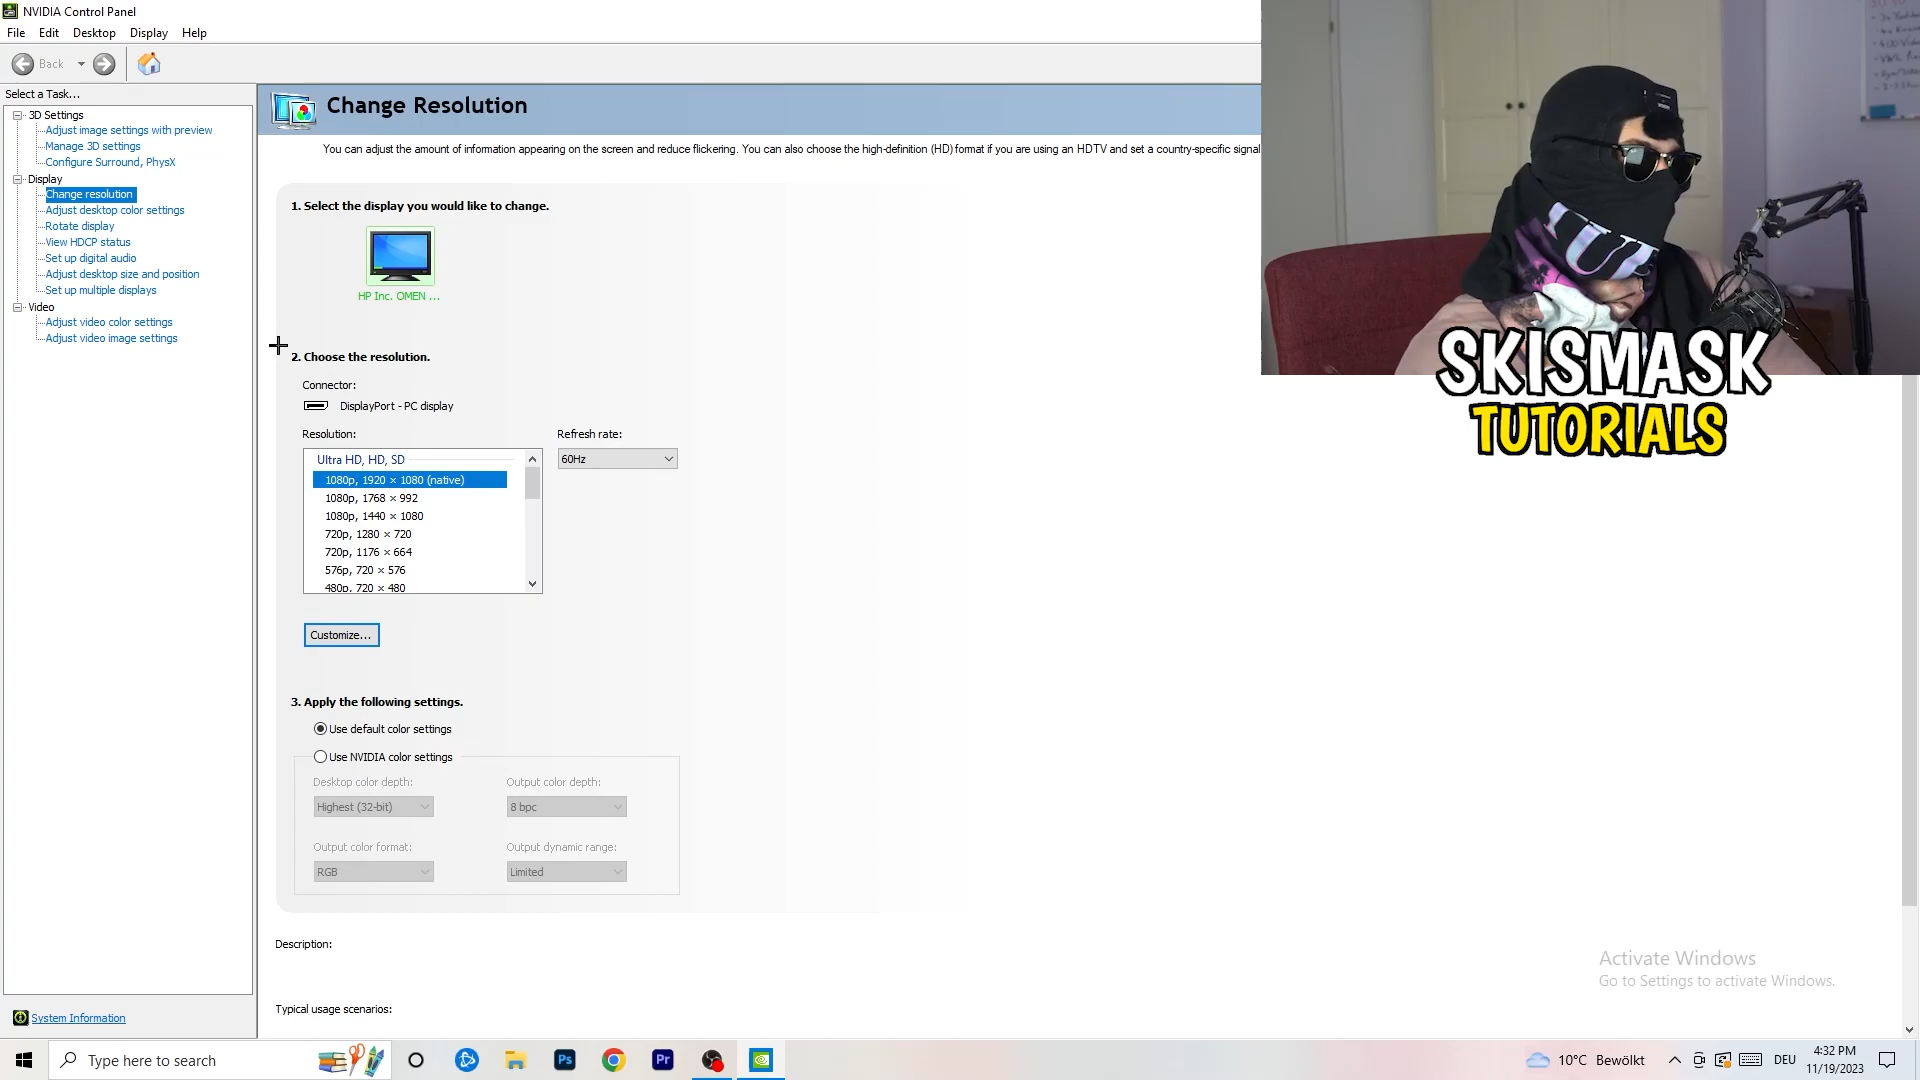 NVIDIA Control Panel
File Edit Desktop Display Help
Back
Select a Task...
3D Settings
Adjust image settings with preview
Manage 3D settings
Configure Surround, PhysX
Display
Change resolution
Adjust desktop color settings
Rotate display
View HDCP status
Set up digital audio
Adjust desktop size and position
Set up multiple displays
Video
Adjust video color settings
Adjust video image settings
System Information
Change Resolution
You can adjust the amount of information appearing on the screen and reduce flickering. You can also choose the high-definition (HD) format if you are using an HDTV and set a country-specific signal
1. Select the display you would like to change.
HP Inc. OMEN ...
2. Choose the resolution.
Connector:
DisplayPort - PC display
Resolution:
Refresh rate:
Ultra HD, HD, SD
60Hz
1080p, 1920 × 1080 (native)
1080p, 1768 × 992
1080p, 1440 × 1080
720p, 1280 × 720
720p, 1176 × 664
576p, 720 × 576
480p, 720 × 480
Customize...
3. Apply the following settings.
Use default color settings
Use NVIDIA color settings
Desktop color depth:
Output color depth:
Highest (32-bit)
8 bpc
Output color format:
Output dynamic range:
RGB
Limited
Description:
Typical usage scenarios:
SKISMASK
TUTORIALS
Activate Windows
Go to Settings to activate Windows.
Type here to search
Ps
Pr
10°C Bewölkt
DEU
4:32 PM
11/19/2023